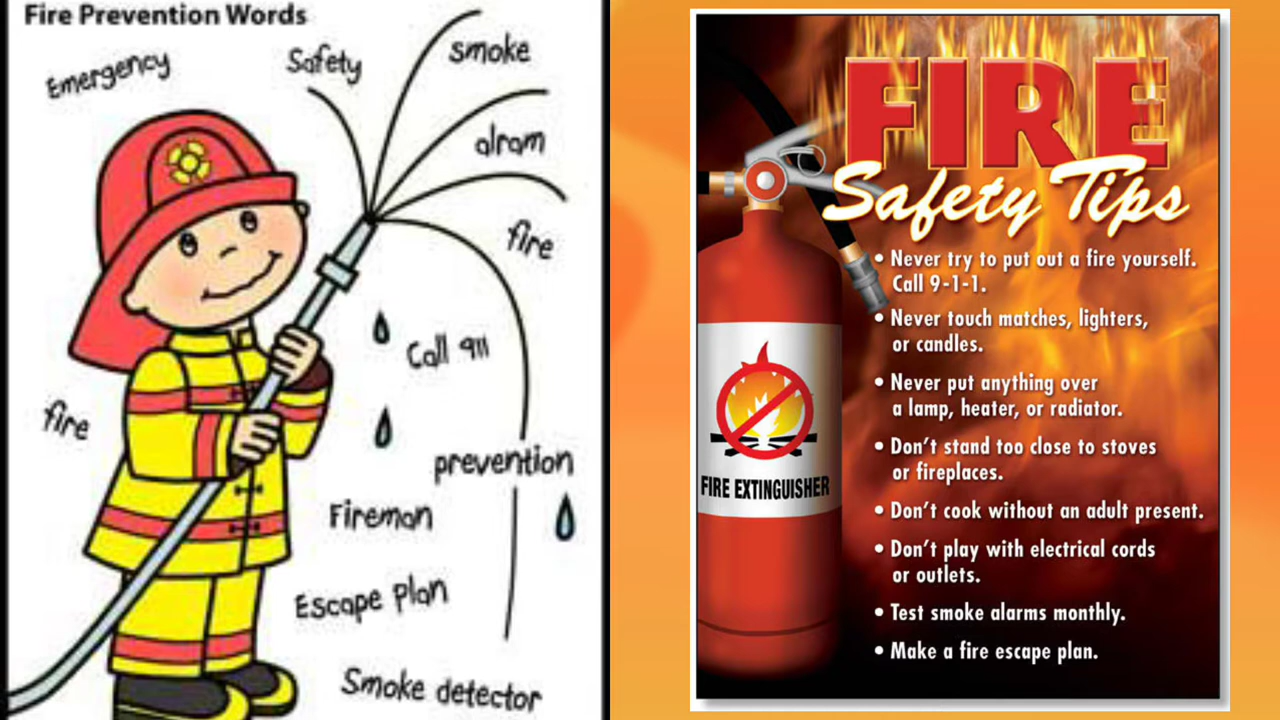 Fire Prevention Words
Emergency
Safety
smoke
alram
fire
Call 911
fire
prevention
Fireman
Escape Plan
Smoke detector
FIRE
Safety Tips
• Never try to put out a fire yourself.
Call 9-1-1.
• Never touch matches, lighters,
or candles.
• Never put anything over
a lamp, heater, or radiator.
• Don't stand too close to stoves
or fireplaces.
• Don't cook without an adult present.
• Don't play with electrical cords
or outlets.
• Test smoke alarms monthly.
• Make a fire escape plan.
FIRE EXTINGUISHER